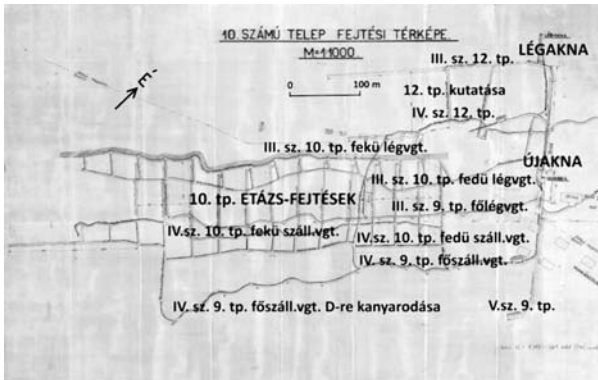 10 SZÁMÚ TELEP FEJTÉSI TÉRKÉPE.
M=1:1000
LÉGAKNA
III. sz. 12. tp.
0 100 m
É
12. tp. kutatása
IV. sz. 12. tp.
III. sz. 10. tp. fekü légvgt.
ÚJAKNA
III. sz. 10. tp. fedü légvgt.
10. tp. ETÁZS-FEJTÉSEK
III. sz. 9. tp. főlégvgt.
IV.sz. 10. tp. fekü száll.vgt.
IV.sz. 10. tp. fedü száll.vgt.
IV. sz. 9. tp. főszáll.vgt.
IV. sz. 9. tp. főszáll.vgt. D-re kanyarodása
V.sz. 9. tp.